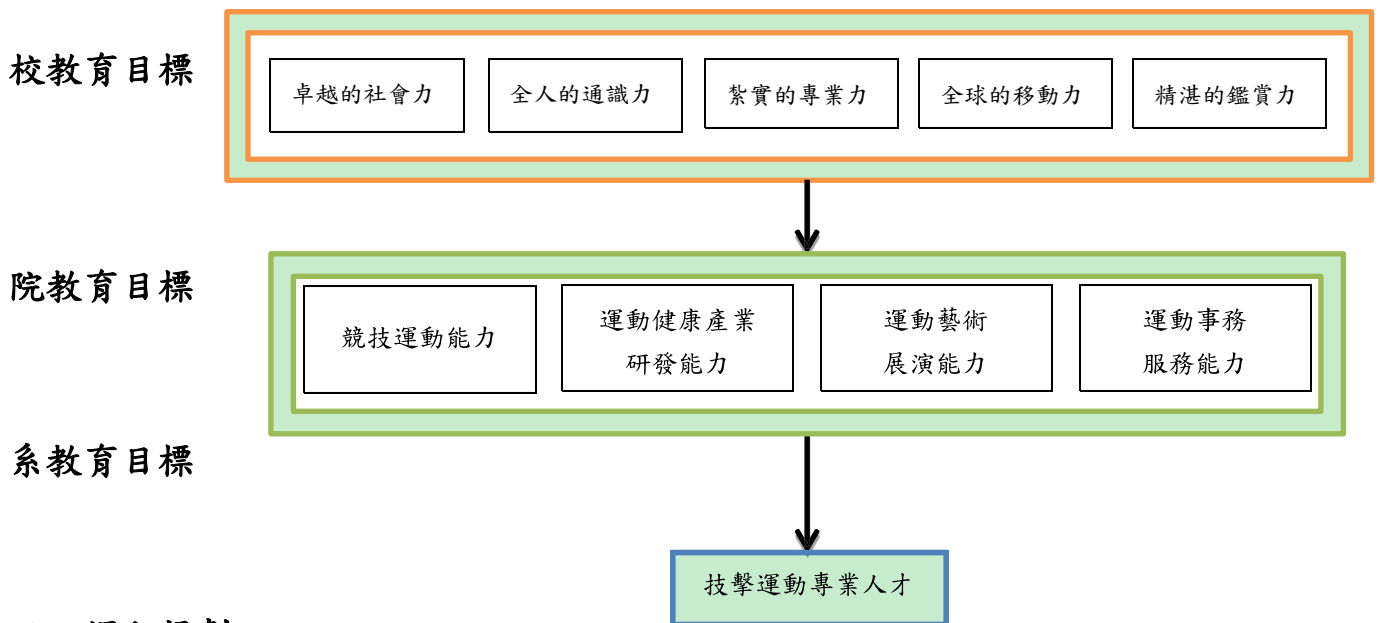 校教育目標
卓越的社會力
全人的通識力
紮實的專業力
全球的移動力
精湛的鑑賞力
院教育目標
競技運動能力
運動健康產業
研發能力
運動藝術
展演能力
運動事務
服務能力
系教育目標
技擊運動專業人才